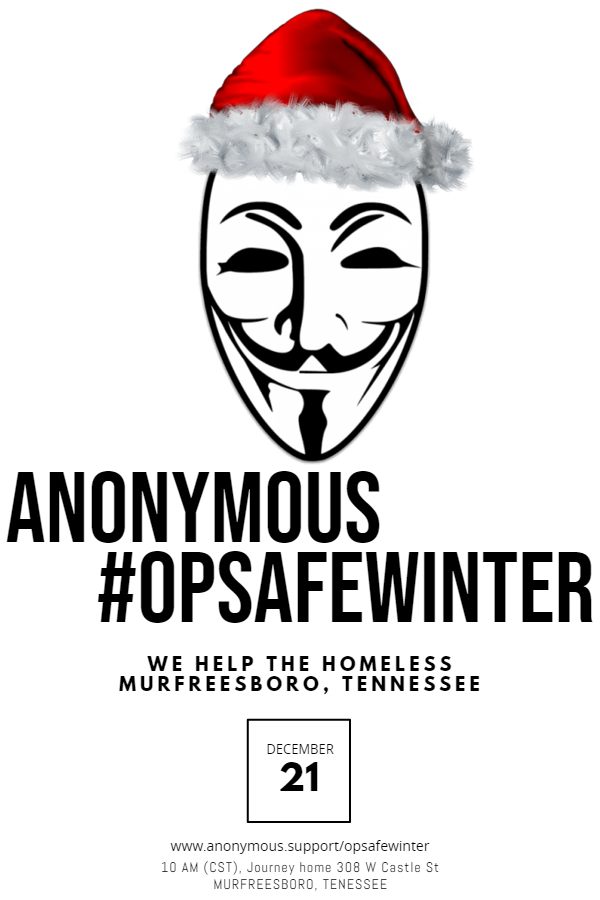 ANONYMOUS
#OPSAFEWINTER
WE HELP THE HOMELESS
MURFREESBORO, TENNESSEE
DECEMBER
21
www.anonymous.support/opsafewinter
10 AM (CST), Journey home 308 W Castle St
MURFREESBORO, TENESSEE